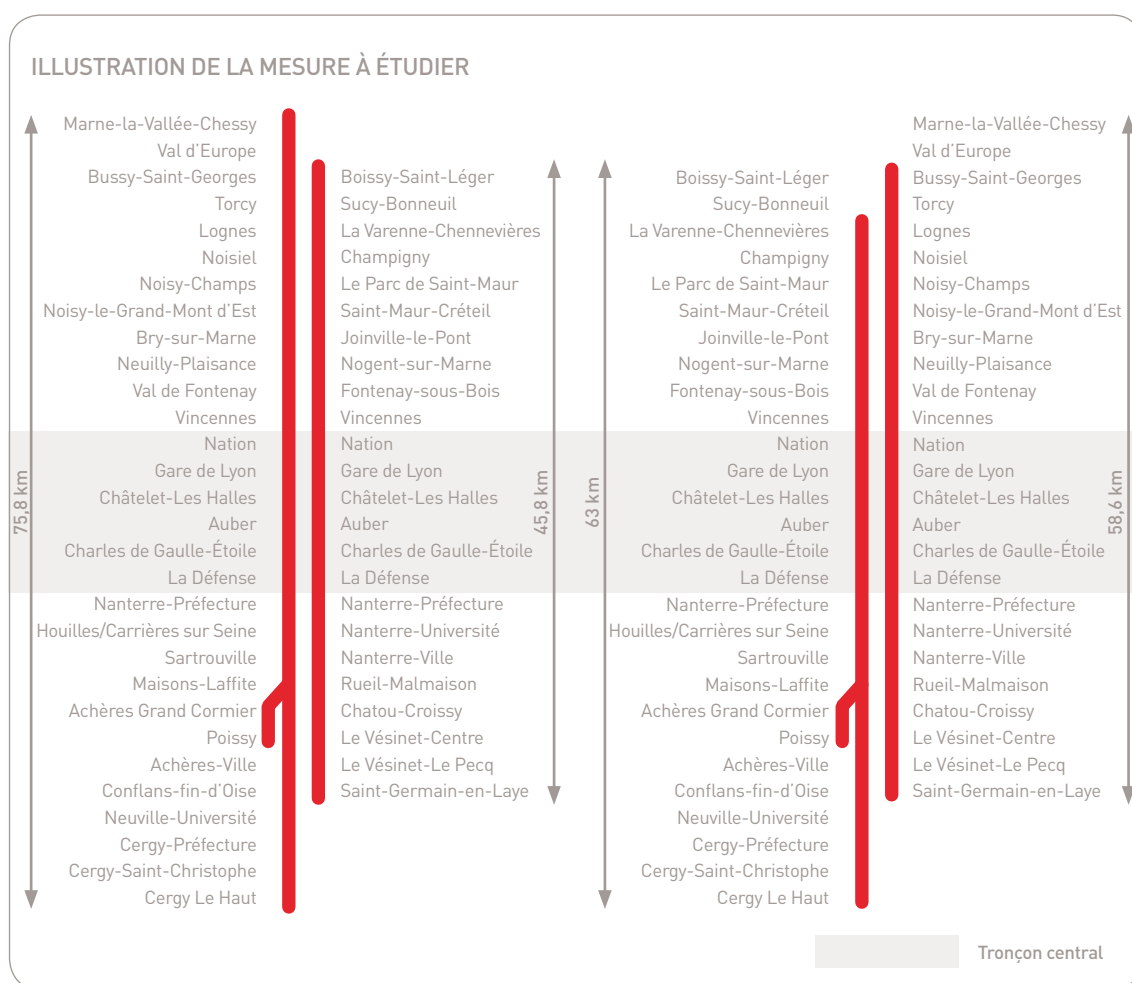 ILLUSTRATION DE LA MESURE À ÉTUDIER
Marne-la-Vallée-Chessy
Val d'Europe
Bussy-Saint-Georges
Torcy
Lognes
Noisiel
Noisy-Champs
Noisy-le-Grand-Mont d'Est
Bry-sur-Marne
Neuilly-Plaisance
Val de Fontenay
Vincennes
Nation
Gare de Lyon
Châtelet-Les Halles
Auber
Charles de Gaulle-Étoile
La Défense
Nanterre-Préfecture
Houilles/Carrières sur Seine
Sartrouville
Maisons-Laffite
Achères Grand Cormier
Poissy
Achères-Ville
Conflans-fin-d'Oise
Neuville-Université
Cergy-Préfecture
Cergy-Saint-Christophe
Cergy Le Haut
75,8 km
Boissy-Saint-Léger
Sucy-Bonneuil
La Varenne-Chennevières
Champigny
Le Parc de Saint-Maur
Saint-Maur-Créteil
Joinville-le-Pont
Nogent-sur-Marne
Fontenay-sous-Bois
Vincennes
Nation
Gare de Lyon
Châtelet-Les Halles
Auber
Charles de Gaulle-Étoile
La Défense
Nanterre-Préfecture
Nanterre-Université
Nanterre-Ville
Rueil-Malmaison
Chatou-Croissy
Le Vésinet-Centre
Le Vésinet-Le Pecq
Saint-Germain-en-Laye
45,8 km
63 km
Boissy-Saint-Léger
Sucy-Bonneuil
La Varenne-Chennevières
Champigny
Le Parc de Saint-Maur
Saint-Maur-Créteil
Joinville-le-Pont
Nogent-sur-Marne
Fontenay-sous-Bois
Vincennes
Nation
Gare de Lyon
Châtelet-Les Halles
Auber
Charles de Gaulle-Étoile
La Défense
Nanterre-Préfecture
Houilles/Carrières sur Seine
Sartrouville
Maisons-Laffite
Achères Grand Cormier
Poissy
Achères-Ville
Conflans-fin-d'Oise
Neuville-Université
Cergy-Préfecture
Cergy-Saint-Christophe
Cergy Le Haut
Marne-la-Vallée-Chessy
Val d'Europe
Bussy-Saint-Georges
Torcy
Lognes
Noisiel
Noisy-Champs
Noisy-le-Grand-Mont d'Est
Bry-sur-Marne
Neuilly-Plaisance
Val de Fontenay
Vincennes
Nation
Gare de Lyon
Châtelet-Les Halles
Auber
Charles de Gaulle-Étoile
La Défense
Nanterre-Préfecture
Nanterre-Université
Nanterre-Ville
Rueil-Malmaison
Chatou-Croissy
Le Vésinet-Centre
Le Vésinet-Le Pecq
Saint-Germain-en-Laye
58,6 km
Tronçon central